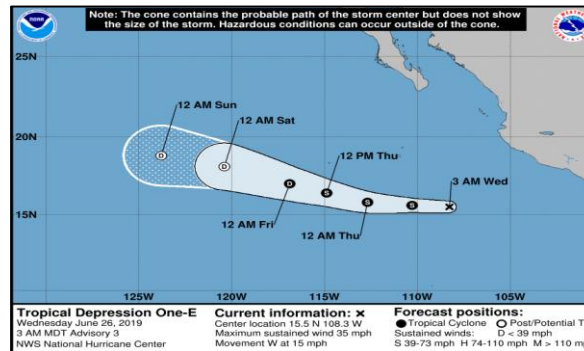 Note: The cone contains the probable path of the storm center but does not show
the size of the storm. Hazardous conditions can occur outside of the cone.
NOAA
25N
12 AM Sun
12 AM Sat
20N
12 PM Thu
3 AM Wed
D
D
D
S
S
S
15N
12 AM Fri
12 AM Thu
125W
120W
115W
110W
105W
Tropical Depression One-E
Wednesday June 26, 2019
3 AM MDT Advisory 3
NWS National Hurricane Center
Current information: x
Center location 15.5 N 108.3 W
Maximum sustained wind 35 mph
Movement W at 15 mph
Forecast positions:
Tropical Cyclone Post/Potential T
Sustained winds: D < 39 mph
S 39-73 mph H 74-110 mph M > 110 mp